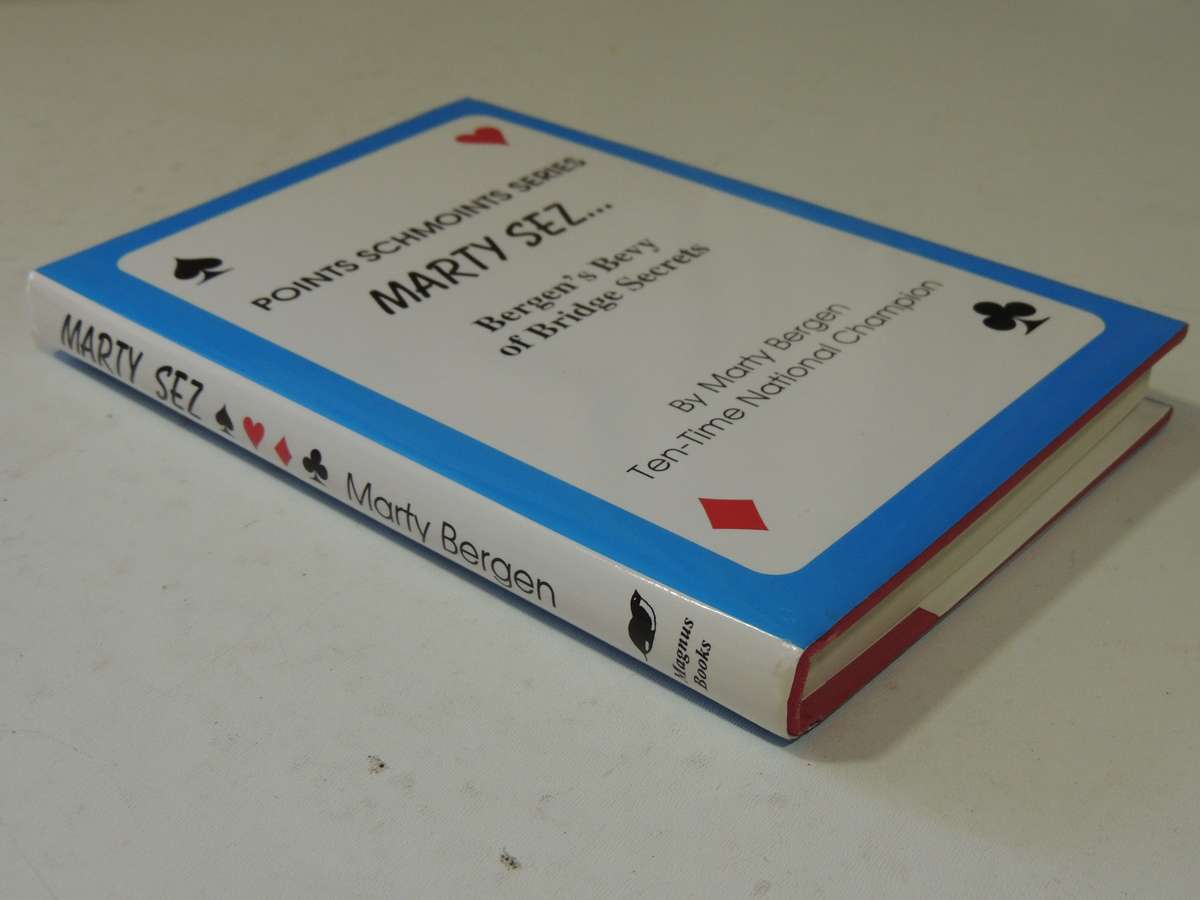 POINTS SCHMOINTS SERIES
MARTY SEZ...
Bergen's Bevy
of Bridge Secrets
By Marty Bergen
Ten-Time National Champion
MARTY SEZ Marty Bergen
Magnus
Books